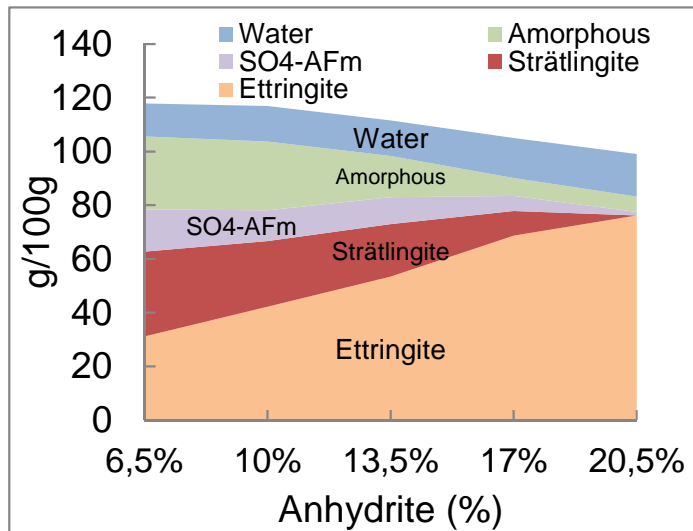 Water Amorphous
SO4-AFm Strätlingite
Ettringite
140
120
100
80
60
40
20
0
g/100g
Water
Amorphous
SO4-AFm
Strätlingite
Ettringite
6,5% 10% 13,5% 17% 20,5%
Anhydrite (%)